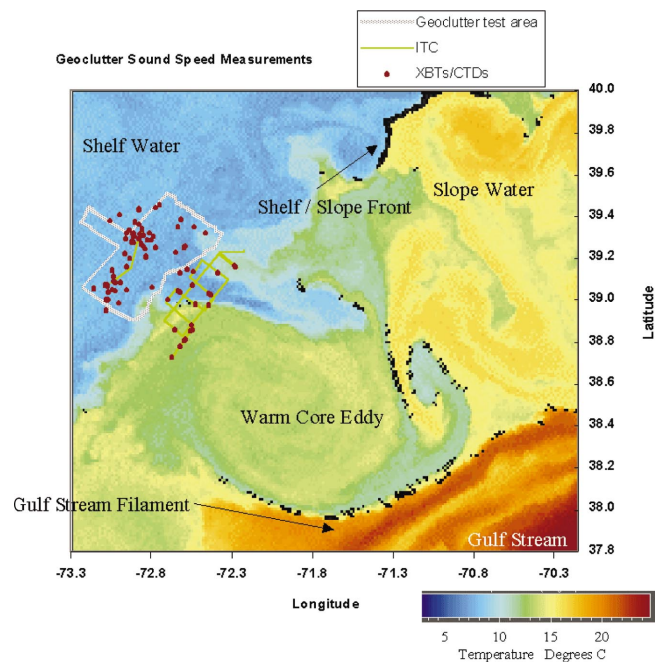 Geoclutter test area
ITC
XBTs/CTDs
Geoclutter Sound Speed Measurements
Shelf Water
Slope Water
Shelf / Slope Front
Warm Core Eddy
Gulf Stream Filament
Gulf Stream
40.0
39.8
39.6
39.4
39.2
39.0
38.8
38.6
38.4
38.2
38.0
37.8
Latitude
-73.3 -72.8 -72.3 -71.8 -71.3 -70.8 -70.3
Longitude
5 10 15 20
Temperature Degrees C